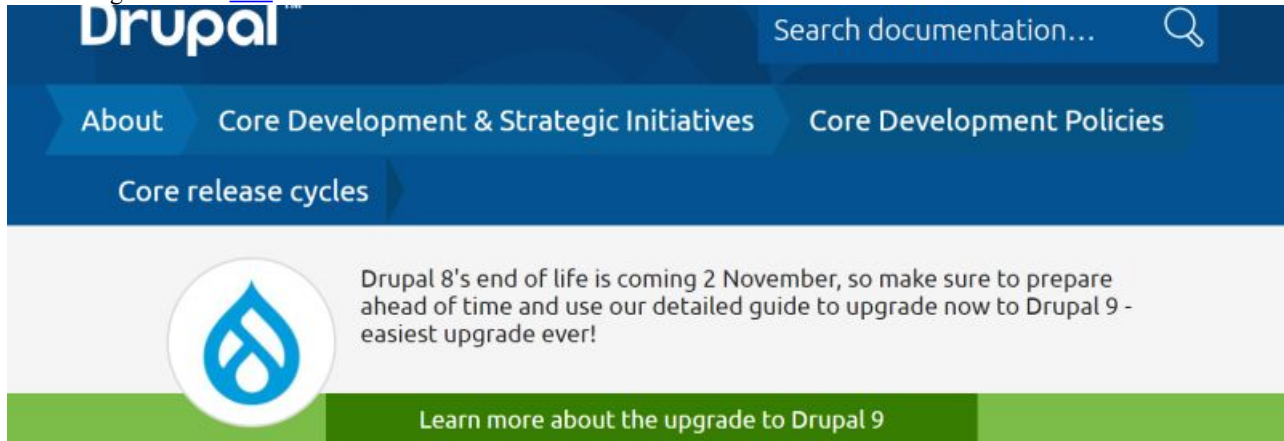 Drupal™
Search documentation...
About
Core Development & Strategic Initiatives
Core Development Policies
Core release cycles
Drupal 8's end of life is coming 2 November, so make sure to prepare
ahead of time and use our detailed guide to upgrade now to Drupal 9 -
easiest upgrade ever!
Learn more about the upgrade to Drupal 9